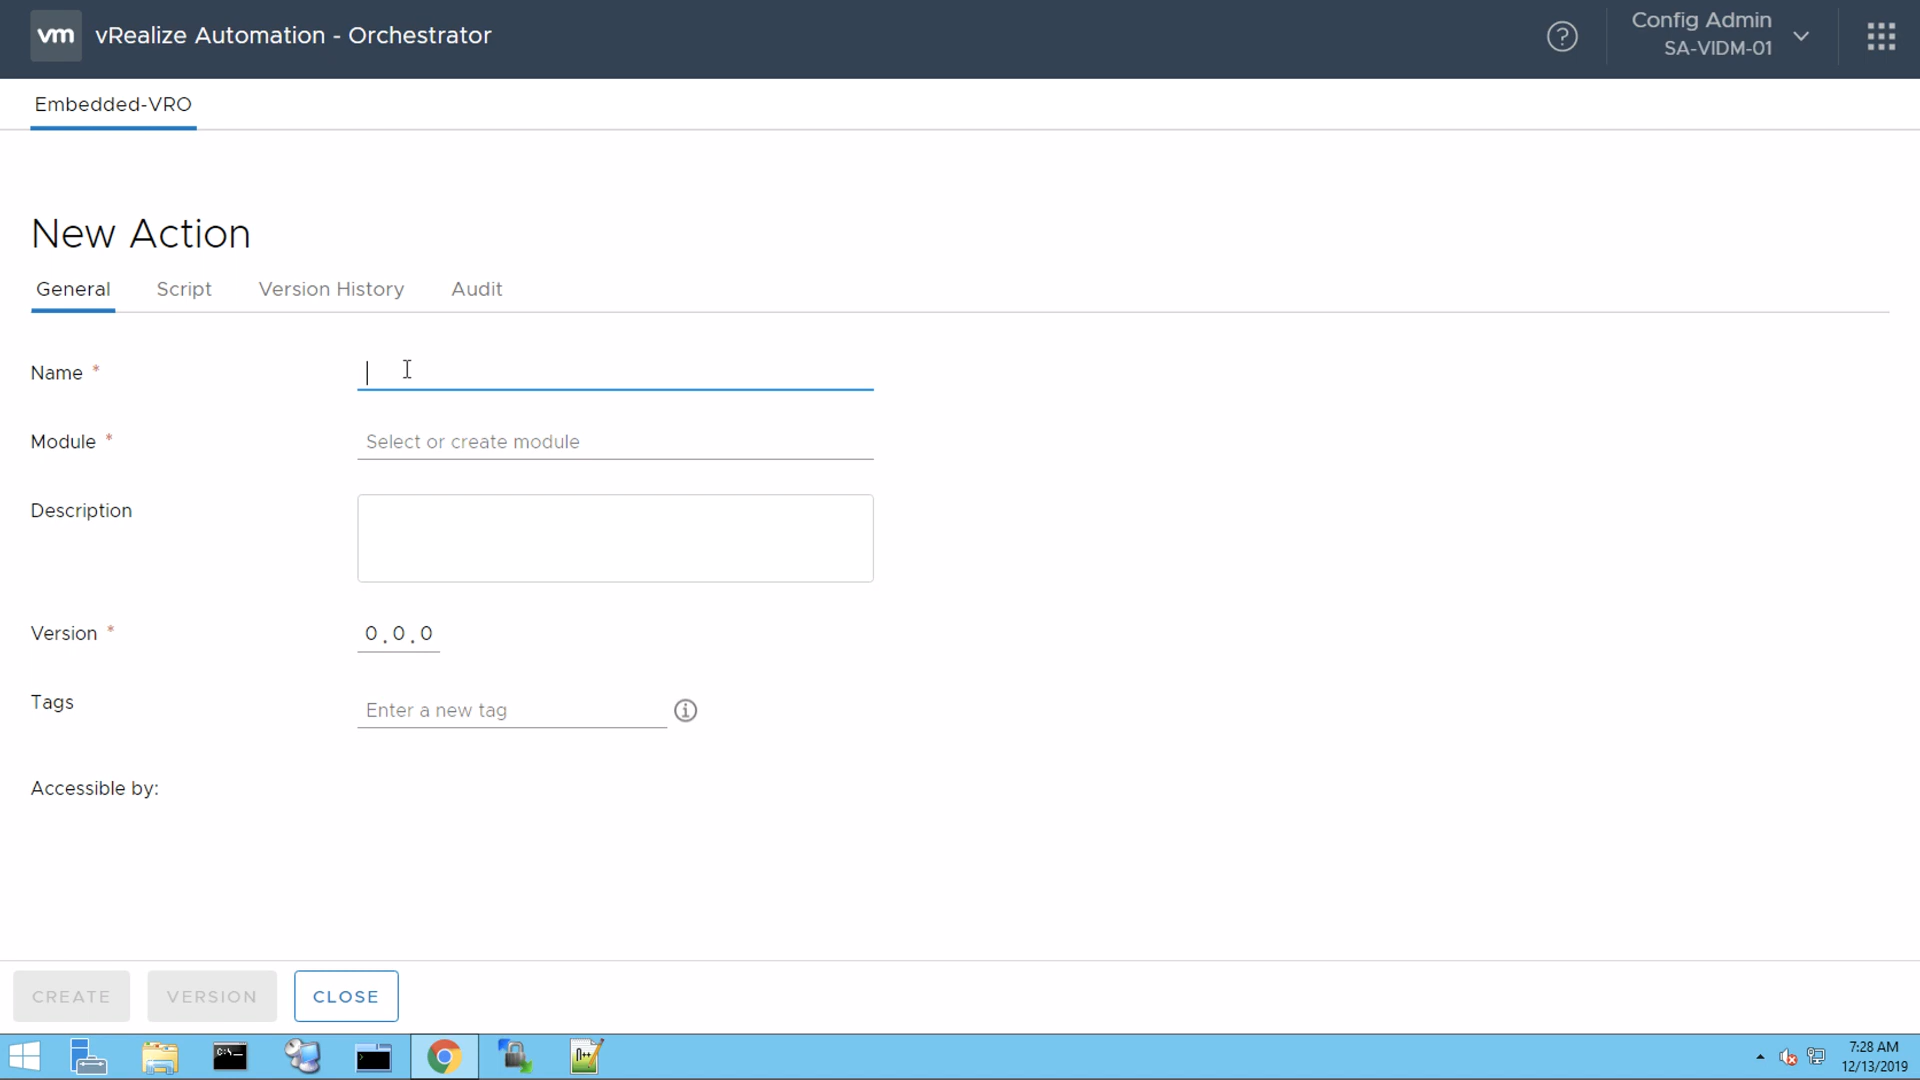 vm vRealize Automation - Orchestrator
Config Admin
SA-VIDM-01
Embedded-VRO
New Action
General Script Version History Audit
Name *
Module * Select or create module
Description
Version * 0.0.0
Tags Enter a new tag
Accessible by:
CREATE VERSION CLOSE
7:28 AM
12/13/2019